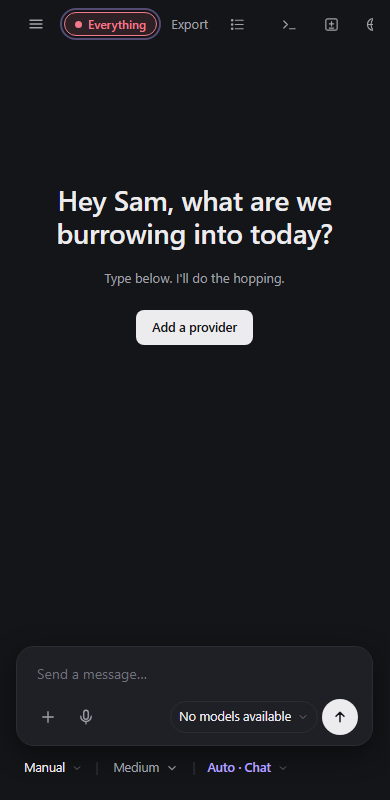 Everything Export
Hey Sam, what are we
burrowing into today?
Type below. I'll do the hopping.
Add a provider
Send a message...
No models available
Manual Medium Auto · Chat